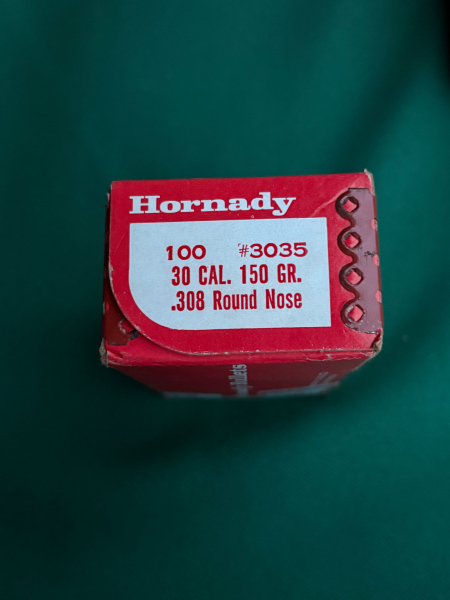 Hornady
100 #3035
30 CAL. 150 GR.
.308 Round Nose